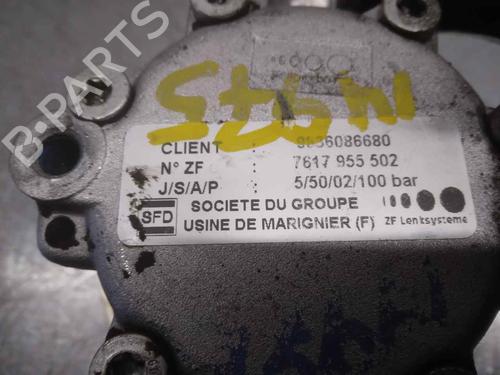 B-PARTS
CLIENT : 9636086680
N° ZF : 7617 955 502
J/S/A/P : 5/50/02/100 bar
SFD SOCIETE DU GROUPE
USINE DE MARIGNIER (F) ZF Lenksysteme